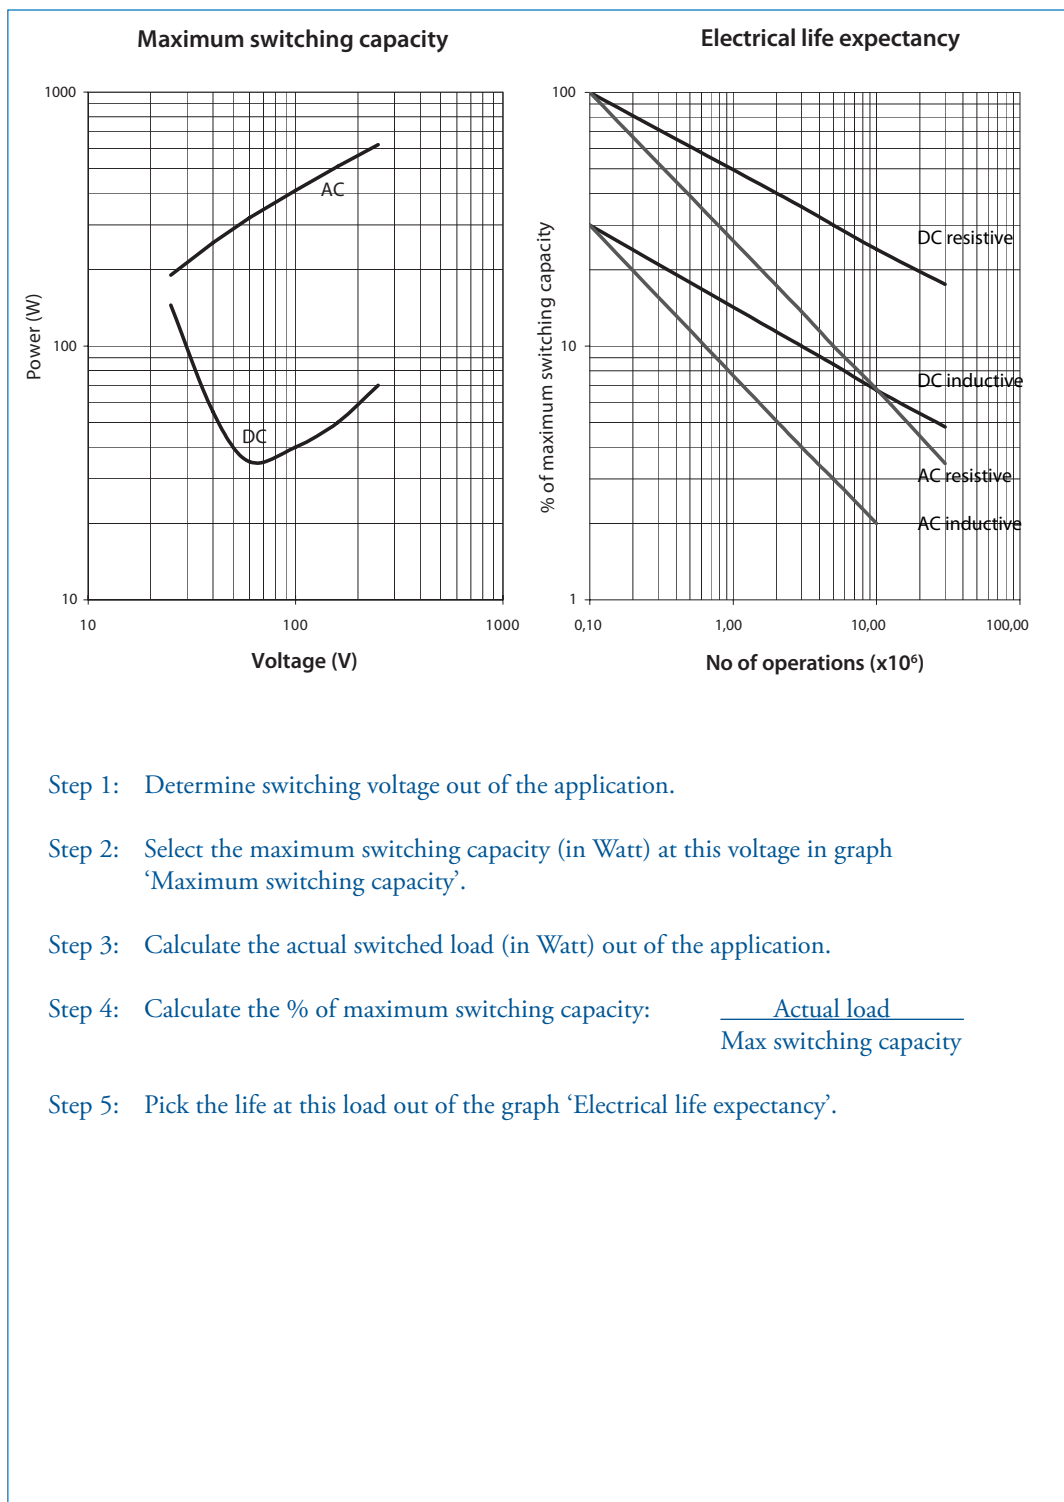 Maximum switching capacity
1000
100
10
Power (W)
AC
DC
10
100
1000
Voltage (V)
Electrical life expectancy
100
10
1
% of maximum switching capacity
DC resistive
DC inductive
AC resistive
AC inductive
0,10
1,00
10,00
100,00
No of operations (x10⁶)
Step 1: Determine switching voltage out of the application.
Step 2: Select the maximum switching capacity (in Watt) at this voltage in graph
‘Maximum switching capacity’.
Step 3: Calculate the actual switched load (in Watt) out of the application.
Step 4: Calculate the % of maximum switching capacity: Actual load
Max switching capacity
Step 5: Pick the life at this load out of the graph ‘Electrical life expectancy’.